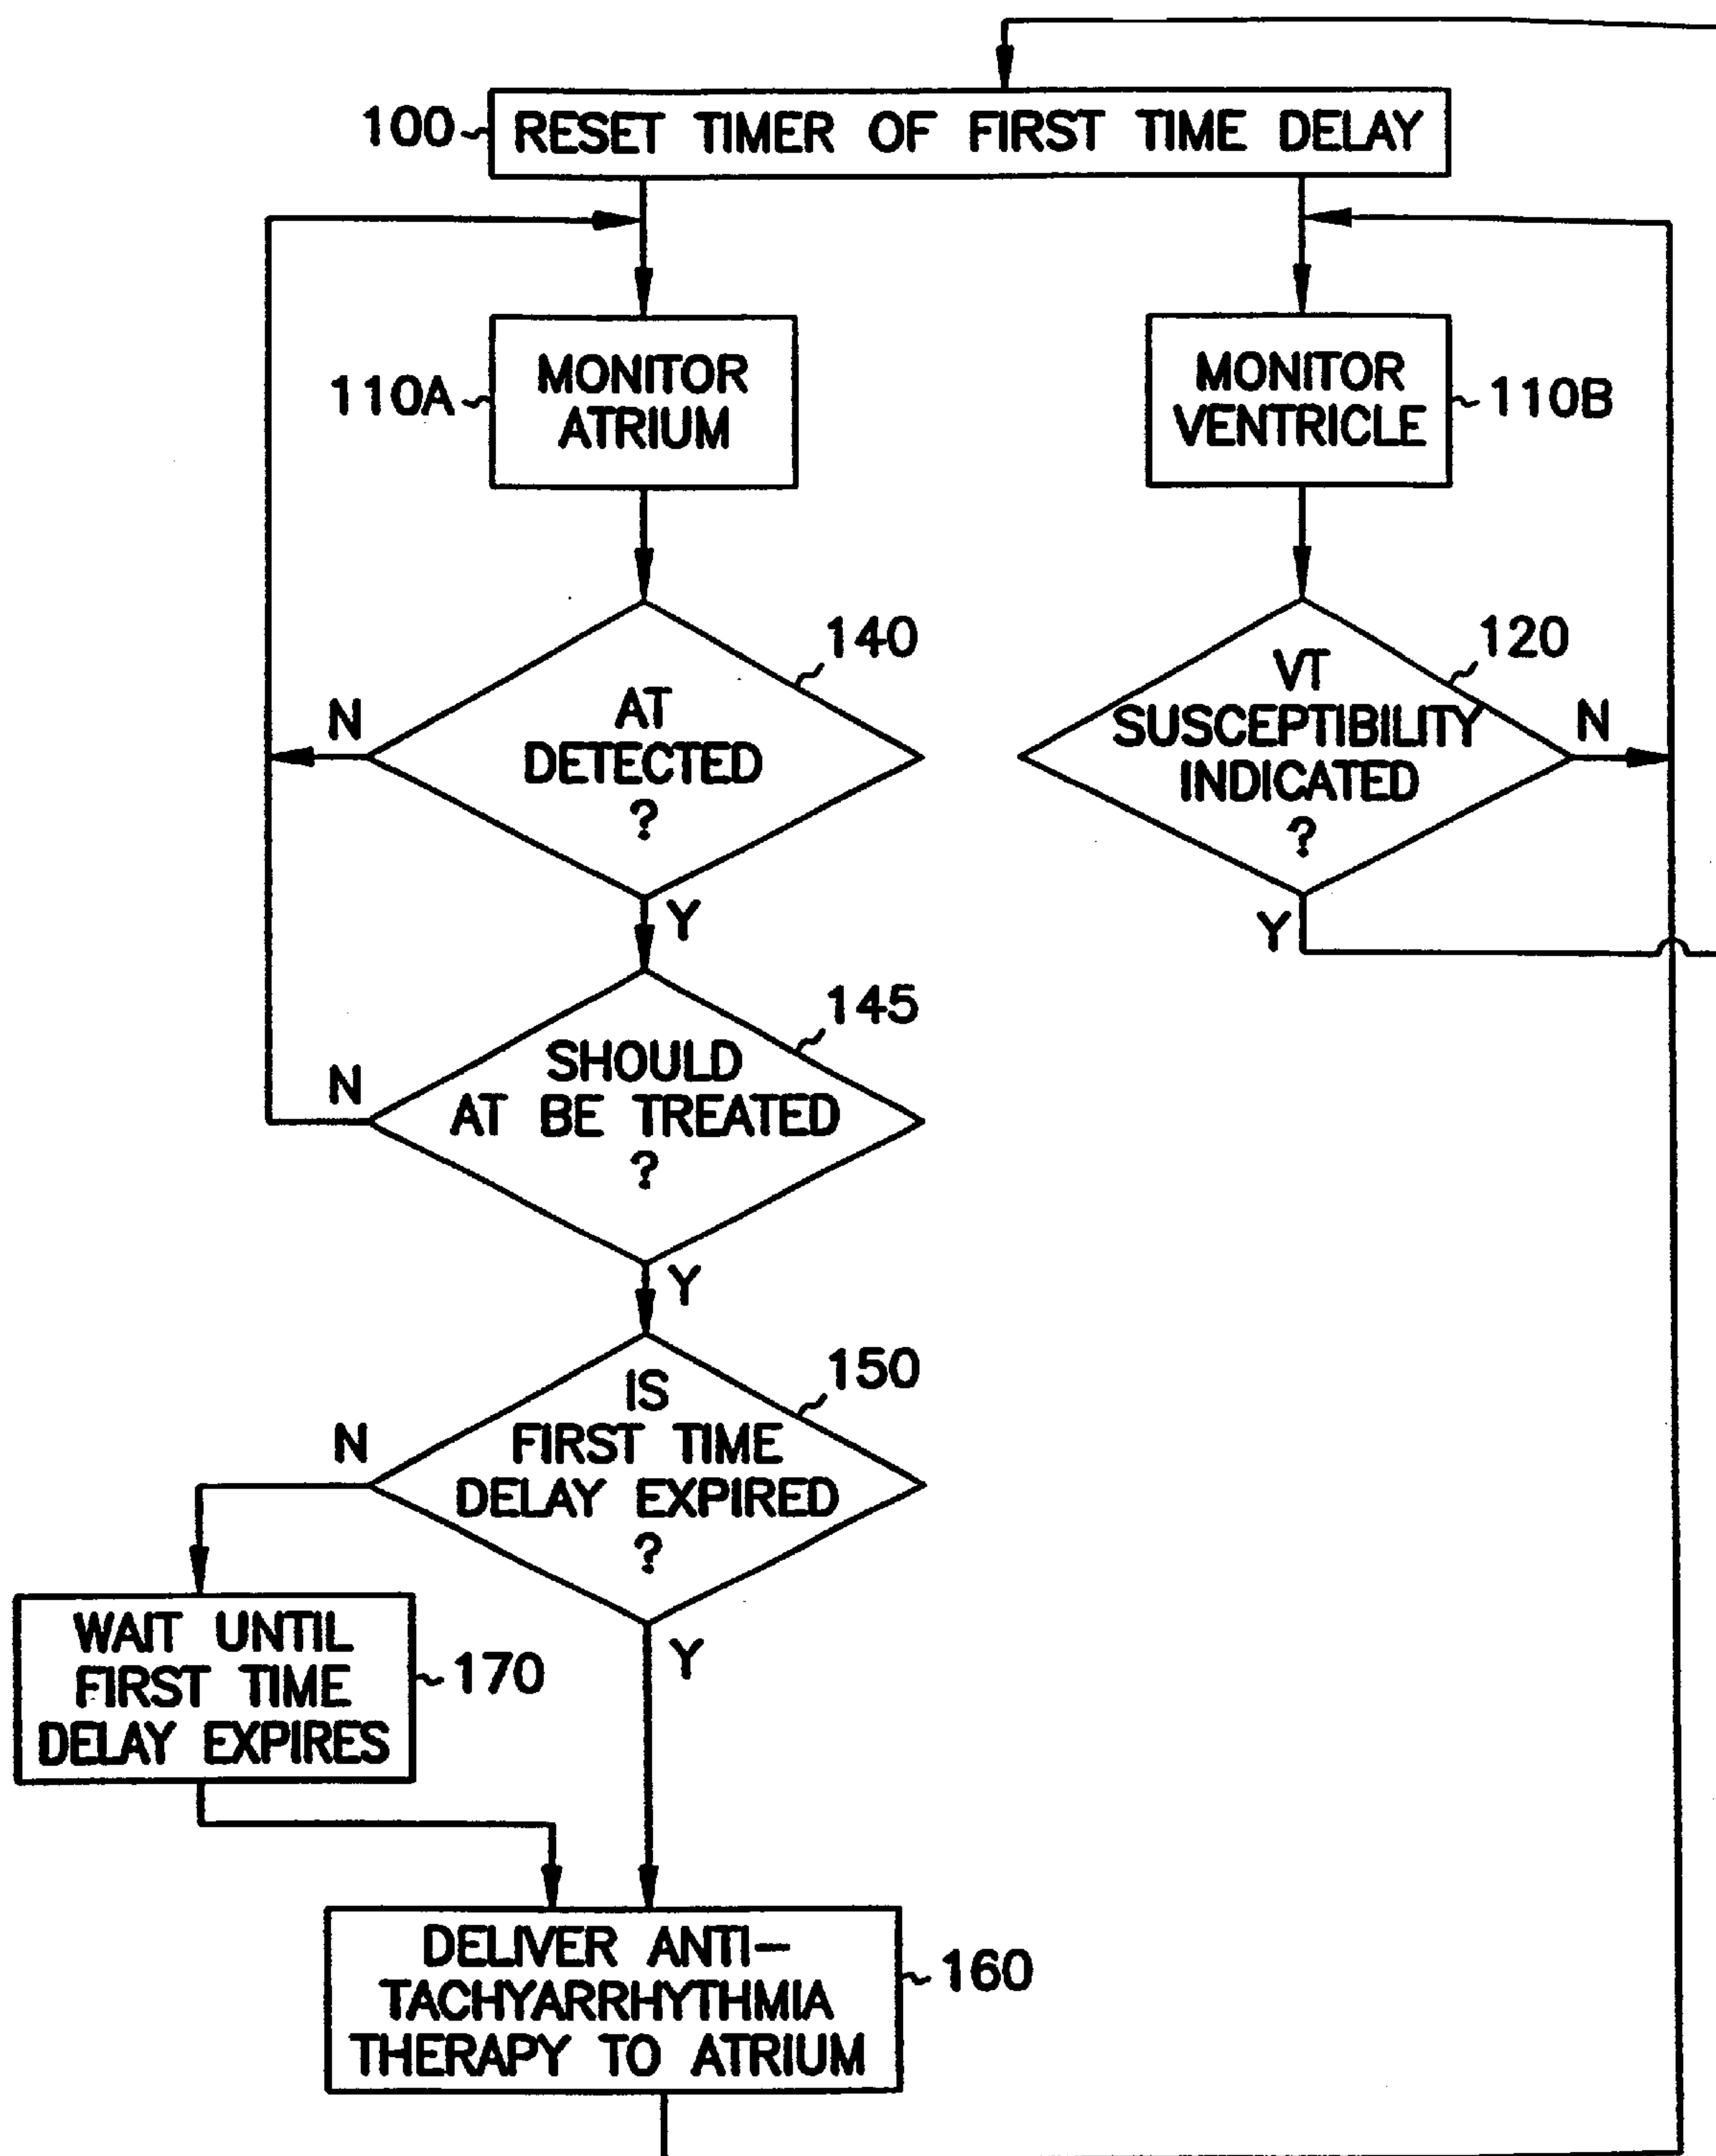 100 RESET TIMER OF FIRST TIME DELAY
110A
MONITOR
ATRIUM
MONITOR
VENTRICLE
110B
140
AT
DETECTED
?
N
Y
120
VT
SUSCEPTIBILITY
INDICATED
?
N
Y
145
SHOULD
AT BE TREATED
?
N
Y
150
IS
FIRST TIME
DELAY EXPIRED
?
N
Y
WAIT UNTIL
FIRST TIME
DELAY EXPIRES
170
DELIVER ANTI-
TACHYARRHYTHMIA
THERAPY TO ATRIUM
160